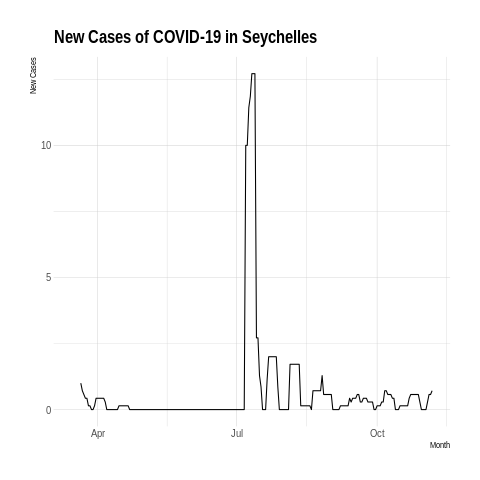 New Cases of COVID-19 in Seychelles
New Cases
10
5
0
Apr
Jul
Oct
Month